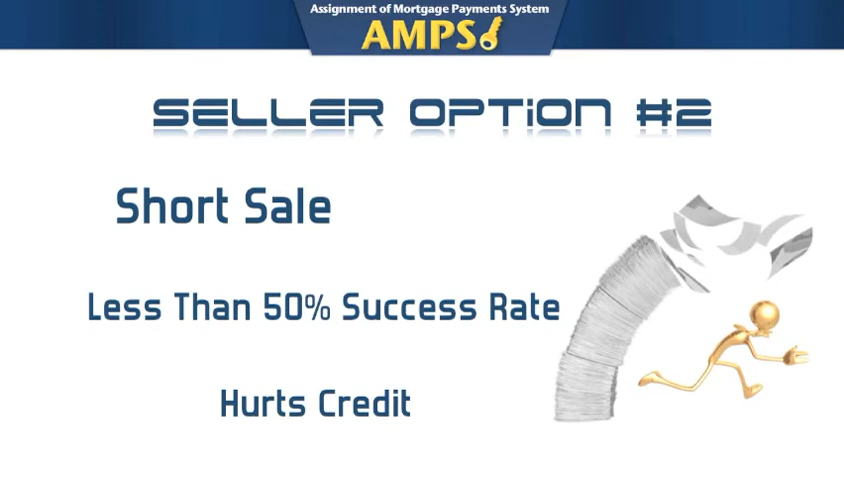 Assignment of Mortgage Payments System
AMPS
SELLER OPTION #2
Short Sale
Less Than 50% Success Rate
Hurts Credit